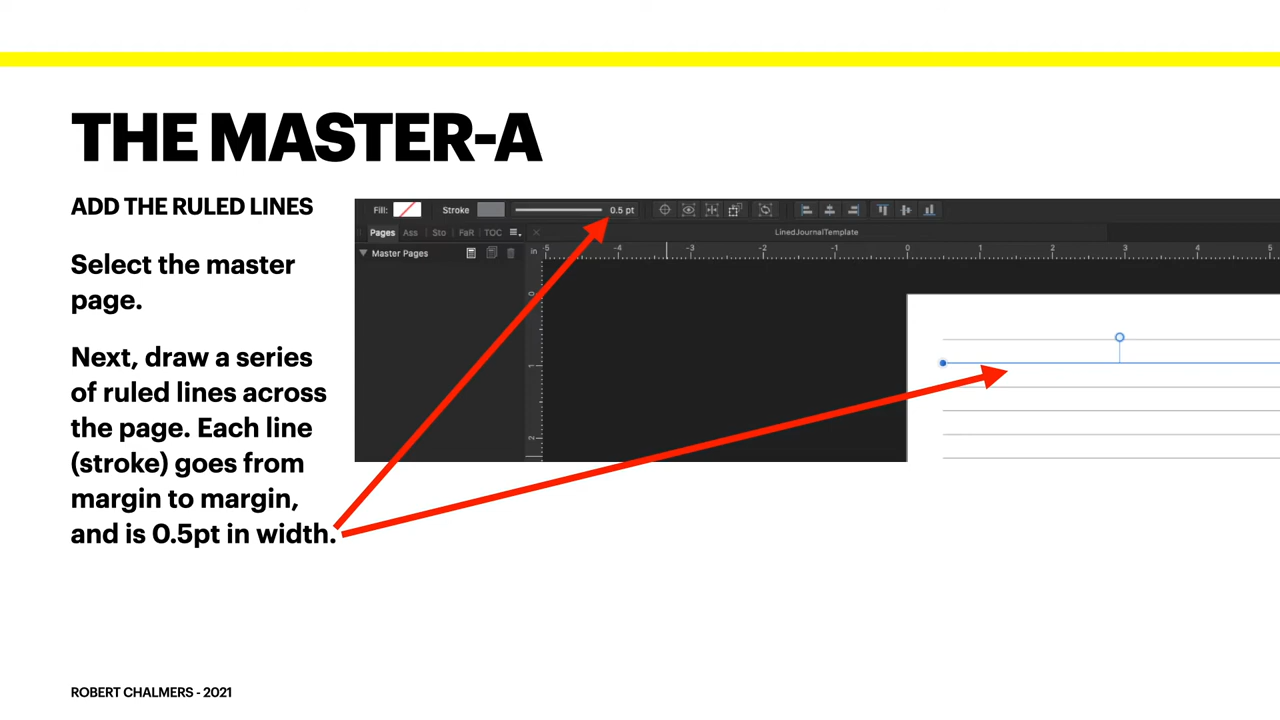 THE MASTER-A
ADD THE RULED LINES
Select the master
page.
Next, draw a series
of ruled lines across
the page. Each line
(stroke) goes from
margin to margin,
and is 0.5pt in width.
Fill: Stroke 0.5 pt
Pages Ass Sto FaR TOC LinedJournalTemplate
Master Pages
in -5 -4 -3 -2 -1 0 1 2 3 4 5
0
1
2
ROBERT CHALMERS - 2021